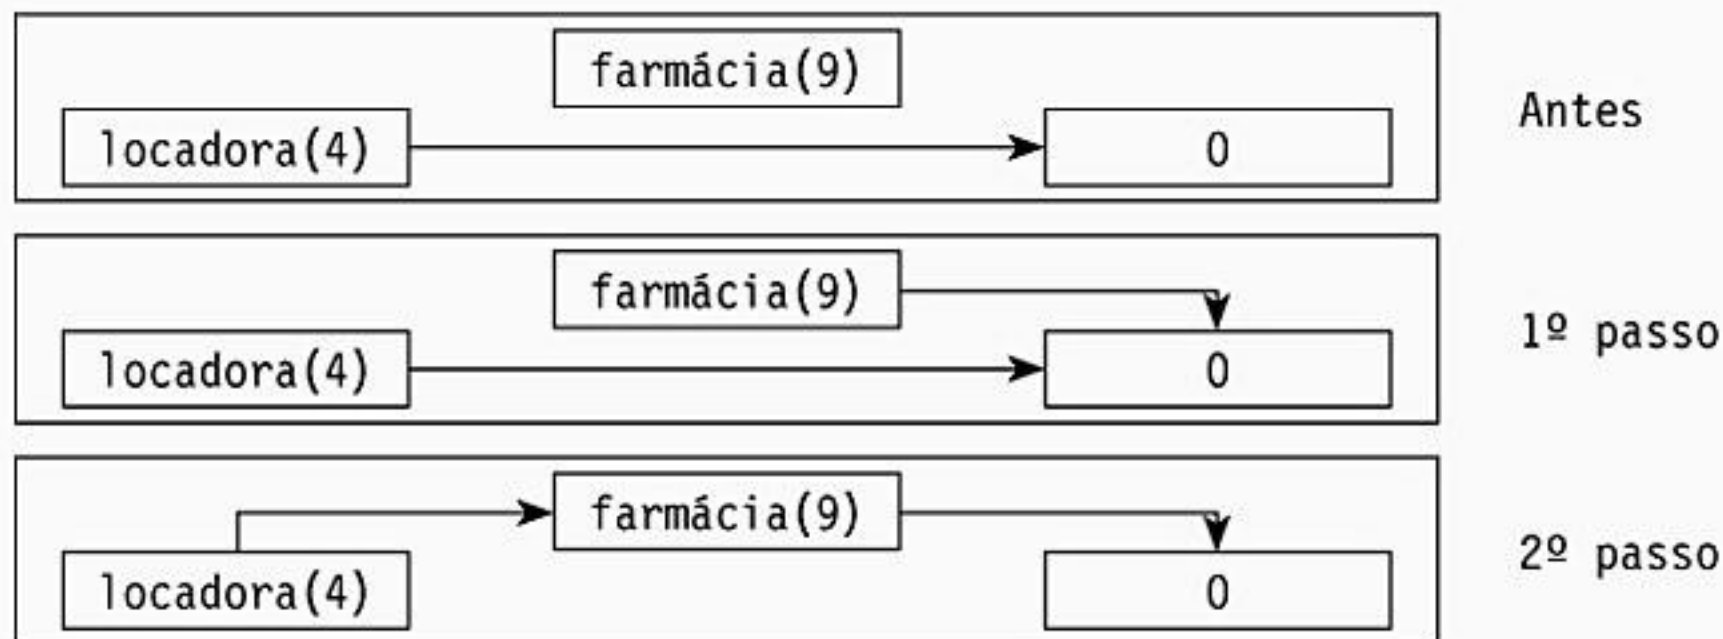 farmácia(9)
Antes
locadora(4) 0
farmácia(9)
1º passo
locadora(4) 0
farmácia(9)
2º passo
locadora(4) 0